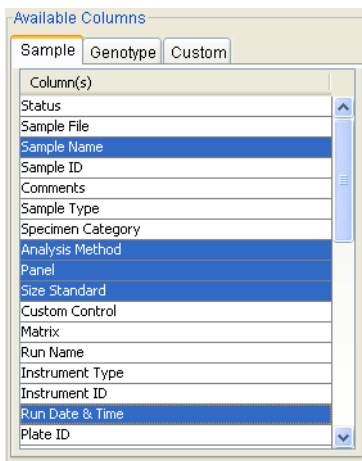 Available Columns
Sample Genotype Custom
Column(s)
Status
Sample File
Sample Name
Sample ID
Comments
Sample Type
Specimen Category
Analysis Method
Panel
Size Standard
Custom Control
Matrix
Run Name
Instrument Type
Instrument ID
Run Date & Time
Plate ID